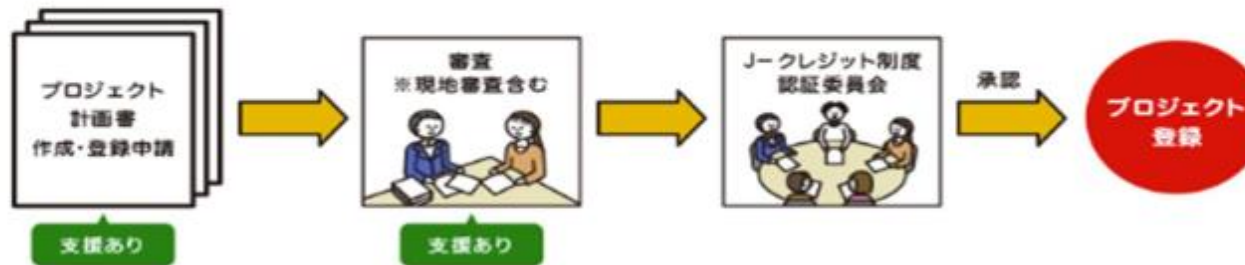 プロジェクト
計画書
作成・登録申請
支援あり
審査
※現地審査含む
支援あり
J-クレジット制度
認証委員会
承認
プロジェクト
登録